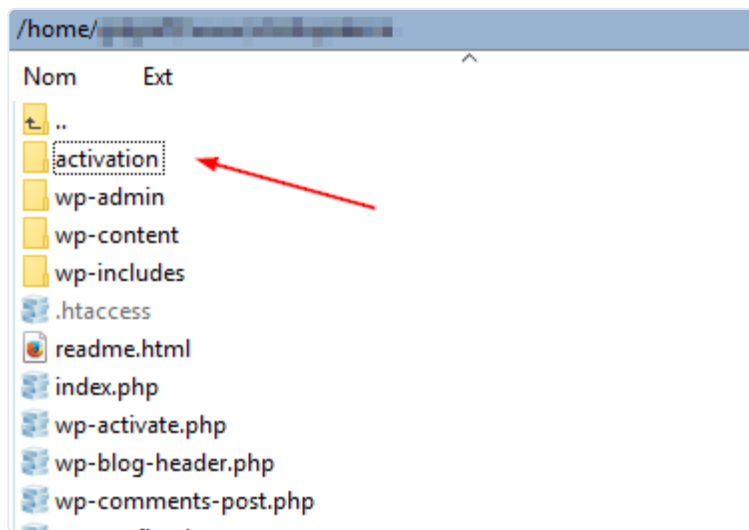 /home/
Nom Ext
..
activation
wp-admin
wp-content
wp-includes
.htaccess
readme.html
index.php
wp-activate.php
wp-blog-header.php
wp-comments-post.php